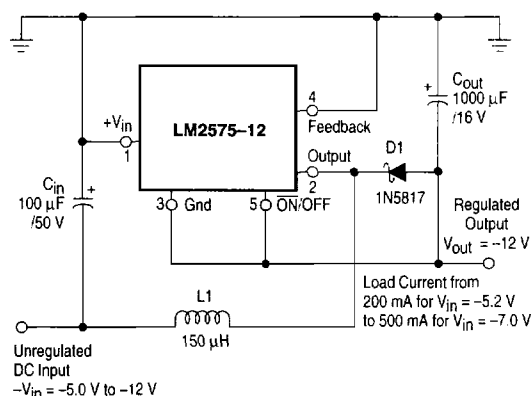 LM2575–12
+Vin
1
4
Feedback
Output
2
3
Gnd
5
ON/OFF
Cin
100 µF
/50 V
+
+
Cout
1000 µF
/16 V
D1
1N5817
Regulated
Output
Vout = –12 V
Load Current from
200 mA for Vin = –5.2 V
to 500 mA for Vin = –7.0 V
L1
150 µH
Unregulated
DC Input
–Vin = –5.0 V to –12 V